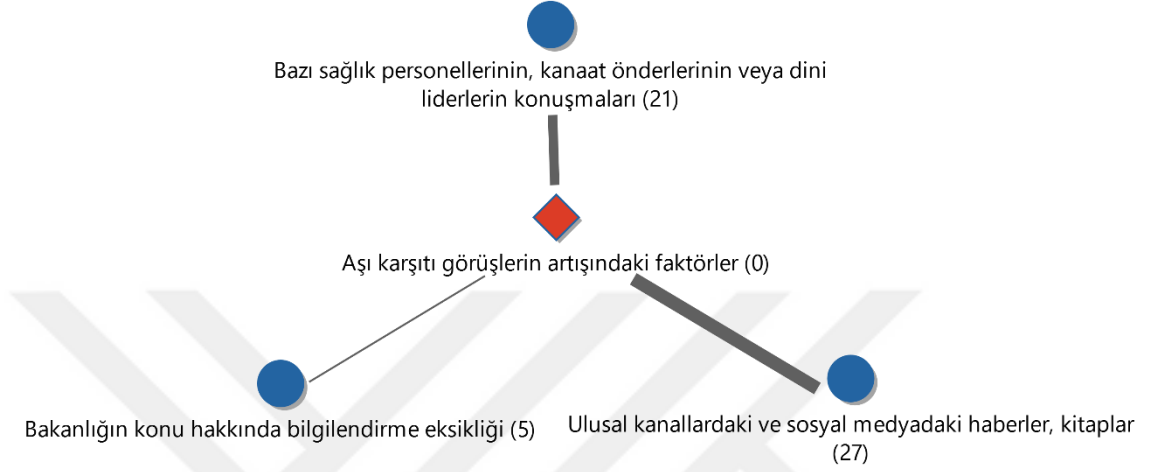 Bazı sağlık personellerinin, kanaat önderlerinin veya dini
liderlerin konuşmaları (21)
Aşı karşıtı görüşlerin artışındaki faktörler (0)
Bakanlığın konu hakkında bilgilendirme eksikliği (5)
Ulusal kanallardaki ve sosyal medyadaki haberler, kitaplar
(27)